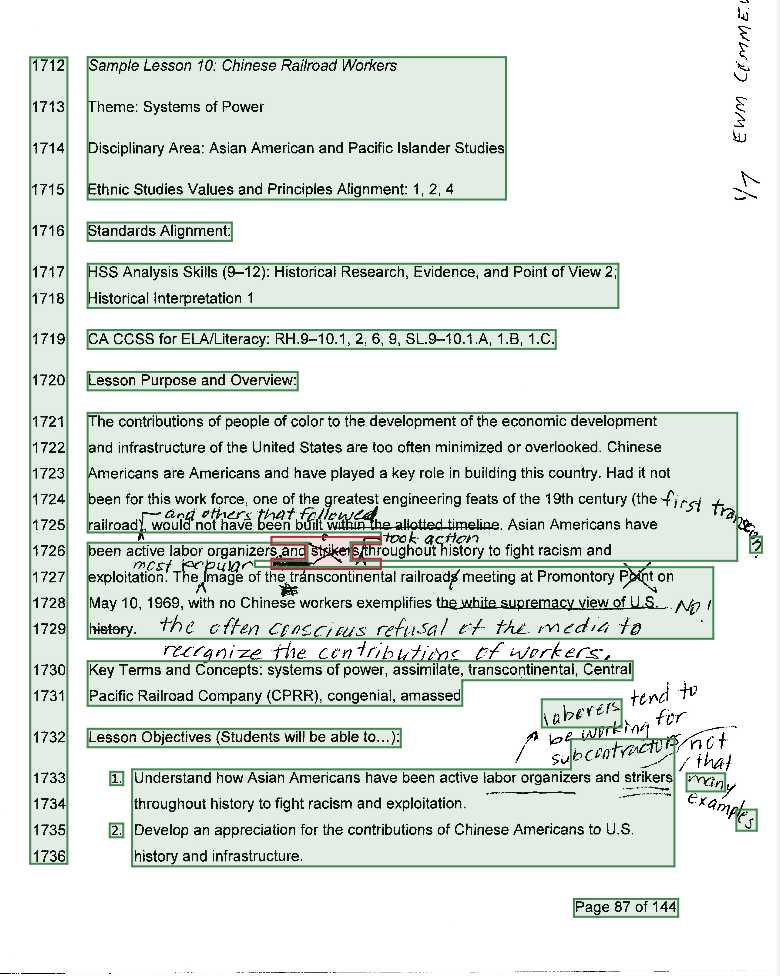 1/7 EWM COMME
1712 Sample Lesson 10: Chinese Railroad Workers
1713 Theme: Systems of Power
1714 Disciplinary Area: Asian American and Pacific Islander Studies
1715 Ethnic Studies Values and Principles Alignment: 1, 2, 4
1716 Standards Alignment:
1717 HSS Analysis Skills (9–12): Historical Research, Evidence, and Point of View 2;
1718 Historical Interpretation 1
1719 CA CCSS for ELA/Literacy: RH.9–10.1, 2, 6, 9, SL.9–10.1.A, 1.B, 1.C.
1720 Lesson Purpose and Overview:
1721 The contributions of people of color to the development of the economic development
1722 and infrastructure of the United States are too often minimized or overlooked. Chinese
1723 Americans are Americans and have played a key role in building this country. Had it not
1724 been for this work force, one of the greatest engineering feats of the 19th century (the first transcon.
and others that followed
1725 railroad) would not have been built within the allotted timeline. Asian Americans have
took action
1726 been active labor organizers and strikers throughout history to fight racism and
most popular
1727 exploitation. The image of the transcontinental railroads meeting at Promontory Point on
1728 May 10, 1969, with no Chinese workers exemplifies the white supremacy view of U.S. NO!
1729 history. the often conscious refusal of the media to
recognize the contributions of workers.
1730 Key Terms and Concepts: systems of power, assimilate, transcontinental, Central
1731 Pacific Railroad Company (CPRR), congenial, amassed
laborers tend to
be working for
subcontractors not
that
many
examples
1732 Lesson Objectives (Students will be able to…):
1733 1. Understand how Asian Americans have been active labor organizers and strikers
1734 throughout history to fight racism and exploitation.
1735 2. Develop an appreciation for the contributions of Chinese Americans to U.S.
1736 history and infrastructure.
Page 87 of 144